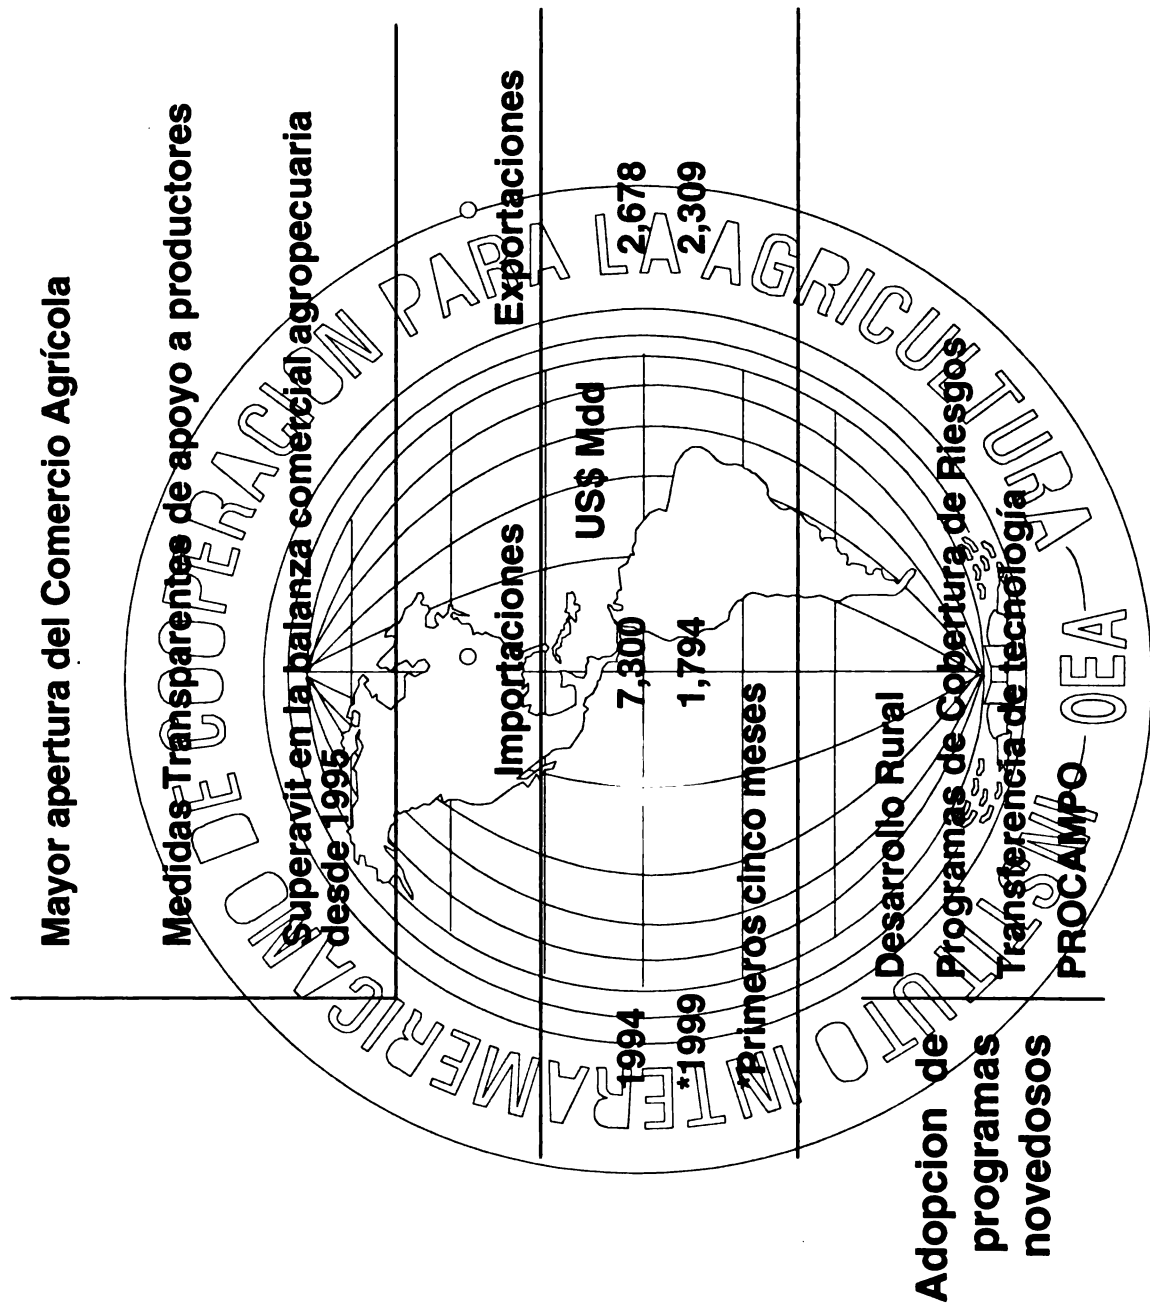 Mayor apertura del Comercio Agrícola
Medidas Transparentes de apoyo a productores
Superavit en la balanza comercial agropecuaria
desde 1995
Importaciones Exportaciones
US$ Mdd
1994 7,300 2,678
*1999 1,794 2,309
*Primeros cinco meses
Adopcion de
programas
novedosos
Desarrollo Rural
Programas de Cobertura de Riesgos
Transferencia de tecnología
PROCAMPO
INSTITUTO INTERAMERICANO DE COOPERACION PARA LA AGRICULTURA
OEA